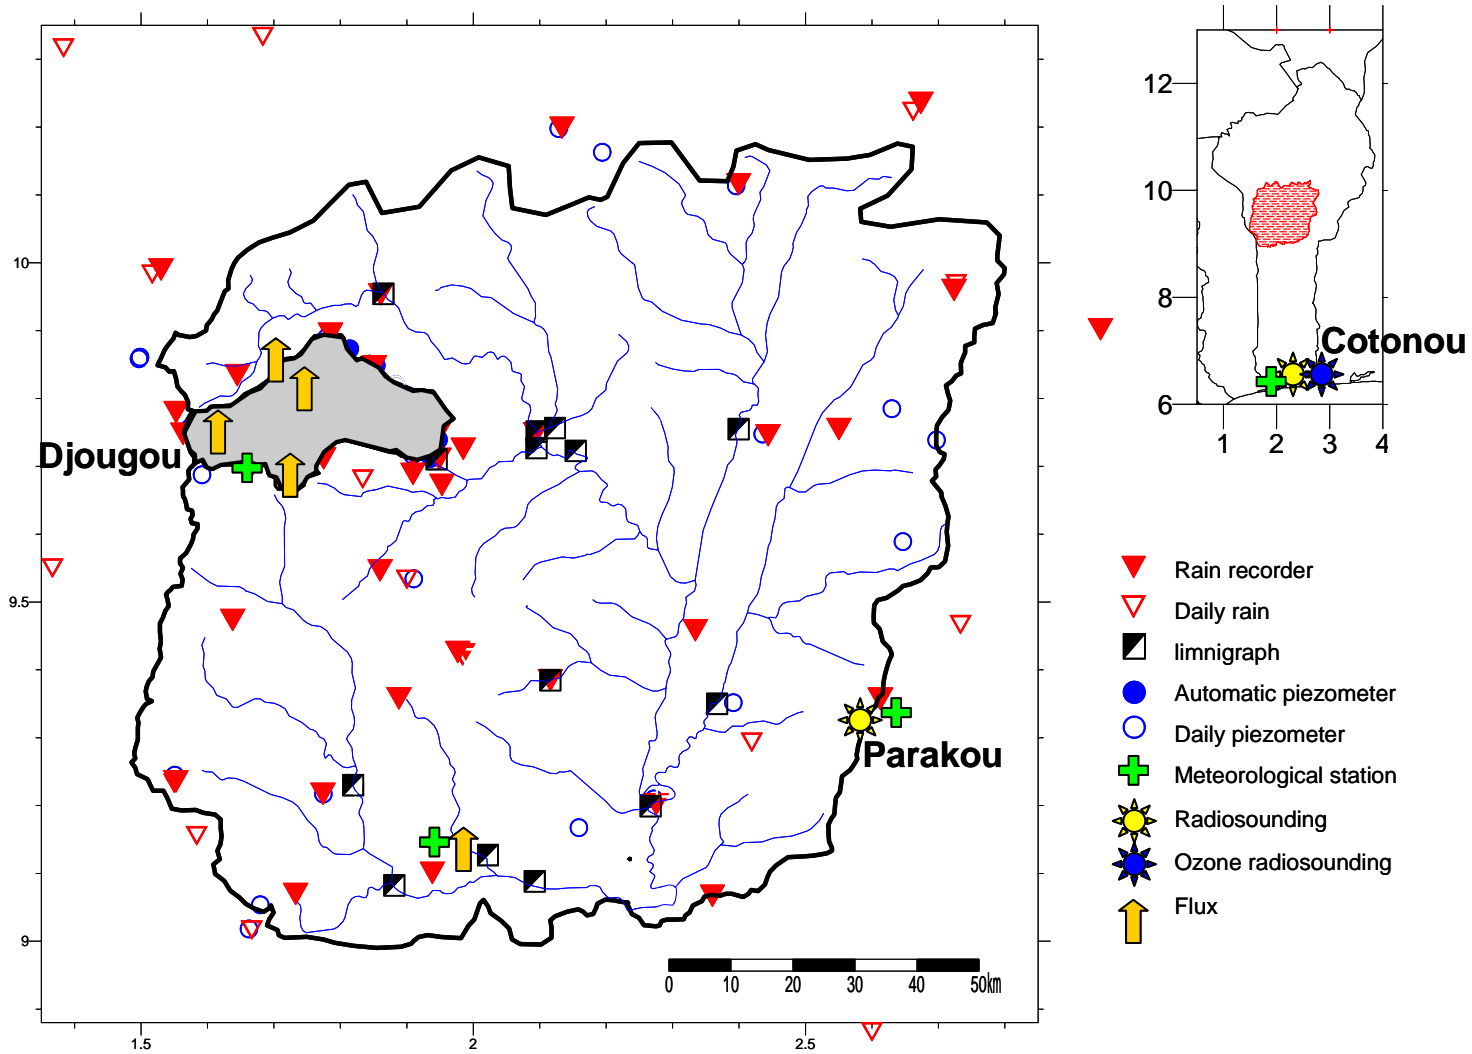 10
9.5
9
1.5
2
2.5
Djougou
Parakou
0 10 20 30 40 50km
12
10
8
6
1 2 3 4
Cotonou
Rain recorder
Daily rain
limnigraph
Automatic piezometer
Daily piezometer
Meteorological station
Radiosounding
Ozone radiosounding
Flux